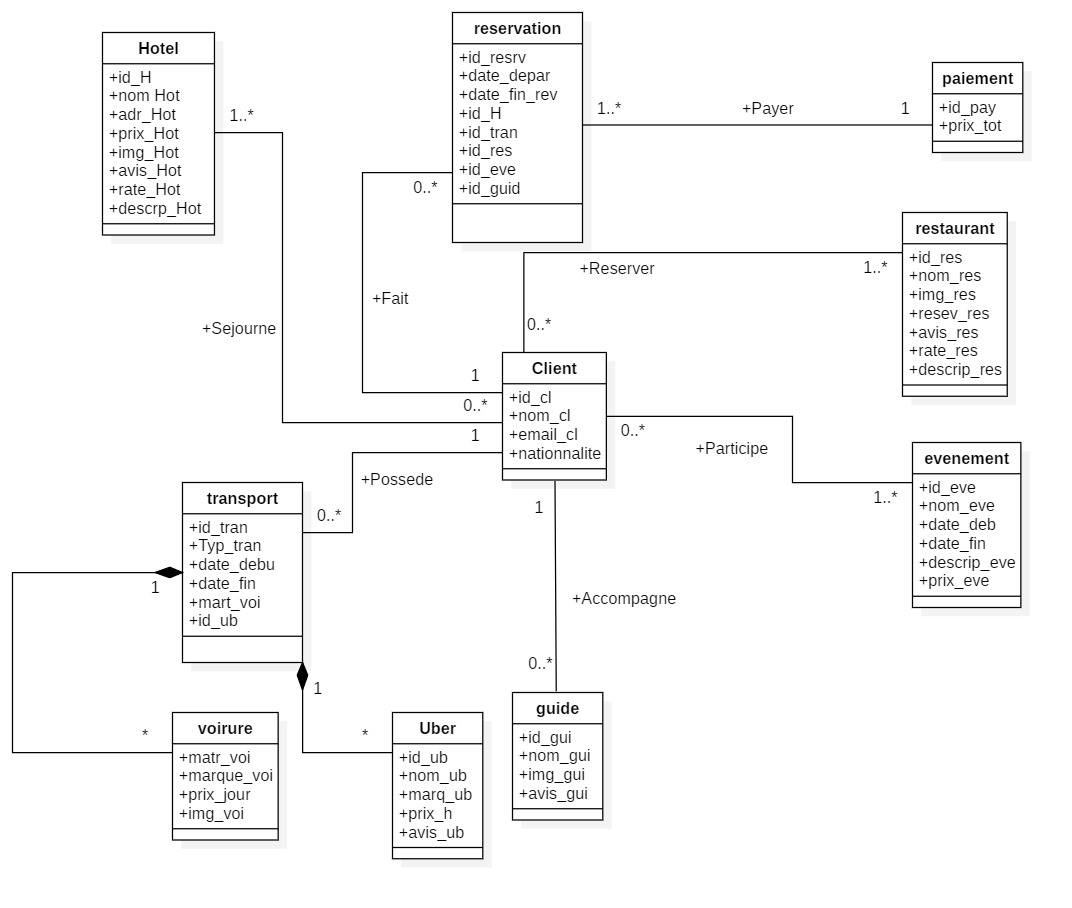 Hotel
+id_H
+nom Hot
+adr_Hot
+prix_Hot
+img_Hot
+avis_Hot
+rate_Hot
+descrp_Hot
1..*
reservation
+id_resrv
+date_depar
+date_fin_rev
+id_H
+id_tran
+id_res
+id_eve
+id_guid
1..*
+Payer
1
paiement
+id_pay
+prix_tot
0..*
+Fait
1
+Sejourne
0..*
+Reserver
1..*
0..*
restaurant
+id_res
+nom_res
+img_res
+resev_res
+avis_res
+rate_res
+descrip_res
Client
+id_cl
+nom_cl
+email_cl
+nationnalite
0..*
+Participe
1..*
evenement
+id_eve
+nom_eve
+date_deb
+date_fin
+descrip_eve
+prix_eve
1
+Possede
0..*
transport
+id_tran
+Typ_tran
+date_debu
+date_fin
+mart_voi
+id_ub
1
1
1
+Accompagne
0..*
*
voirure
+matr_voi
+marque_voi
+prix_jour
+img_voi
*
Uber
+id_ub
+nom_ub
+marq_ub
+prix_h
+avis_ub
guide
+id_gui
+nom_gui
+img_gui
+avis_gui